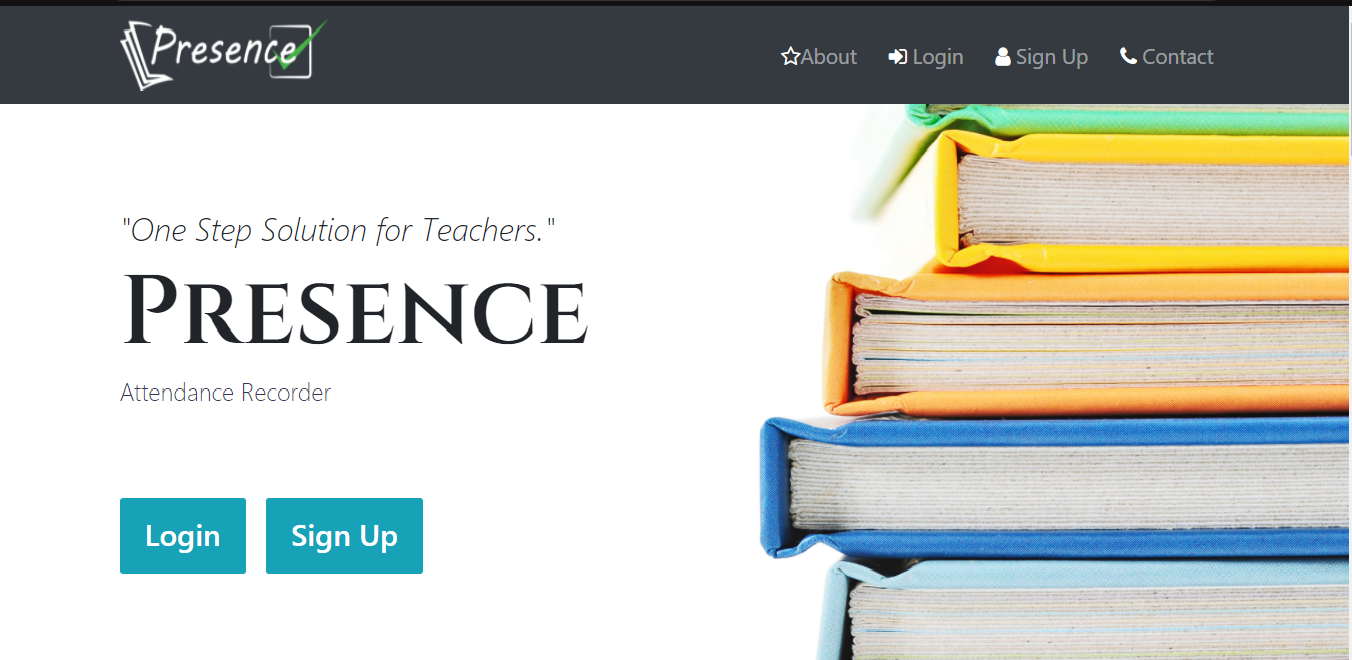 Presence
About Login Sign Up Contact
"One Step Solution for Teachers."
PRESENCE
Attendance Recorder
Login Sign Up